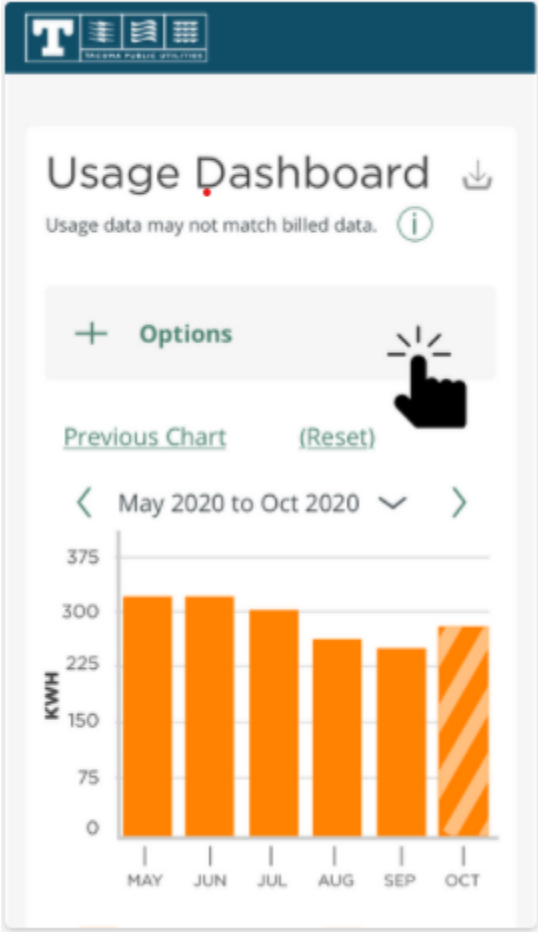 T
TACOMA PUBLIC UTILITIES
Usage Dashboard
Usage data may not match billed data. i
+ Options
Previous Chart (Reset)
May 2020 to Oct 2020
KWH
375
300
225
150
75
0
MAY JUN JUL AUG SEP OCT